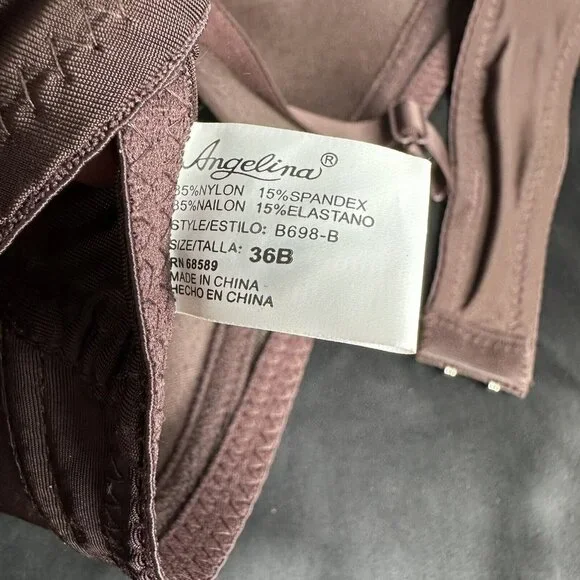 Angelina®
85%NYLON 15%SPANDEX
85%NAILON 15%ELASTANO
STYLE/ESTILO: B698-B
SIZE/TALLA: 36B
RN 68589
MADE IN CHINA
HECHO EN CHINA